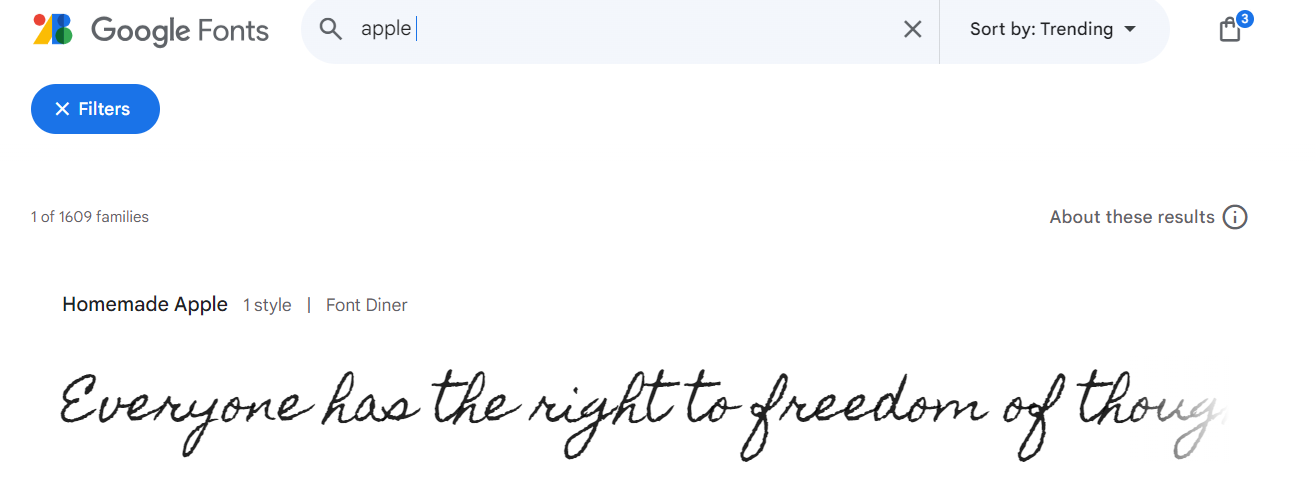 Google Fonts apple Sort by: Trending 3
Filters
1 of 1609 families About these results
Homemade Apple 1 style | Font Diner
Everyone has the right to freedom of thoug